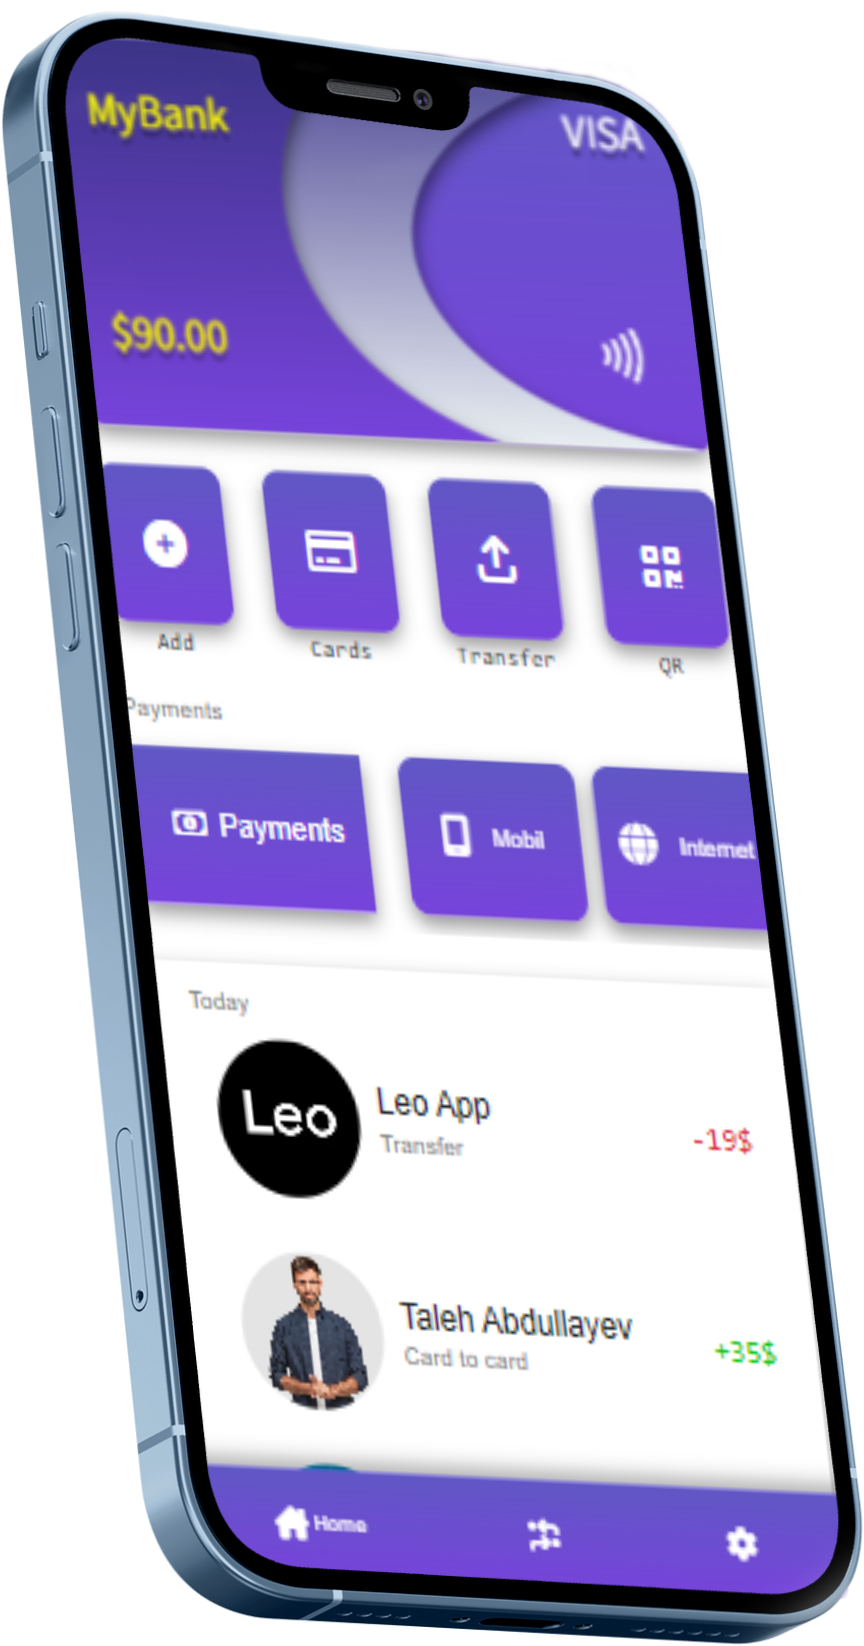 MyBank VISA
$90.00
Add Cards Transfer QR
Payments
Payments Mobil Internet
Today
Leo
Leo App
Transfer
-19$
Taleh Abdullayev
Card to card
+35$
Home